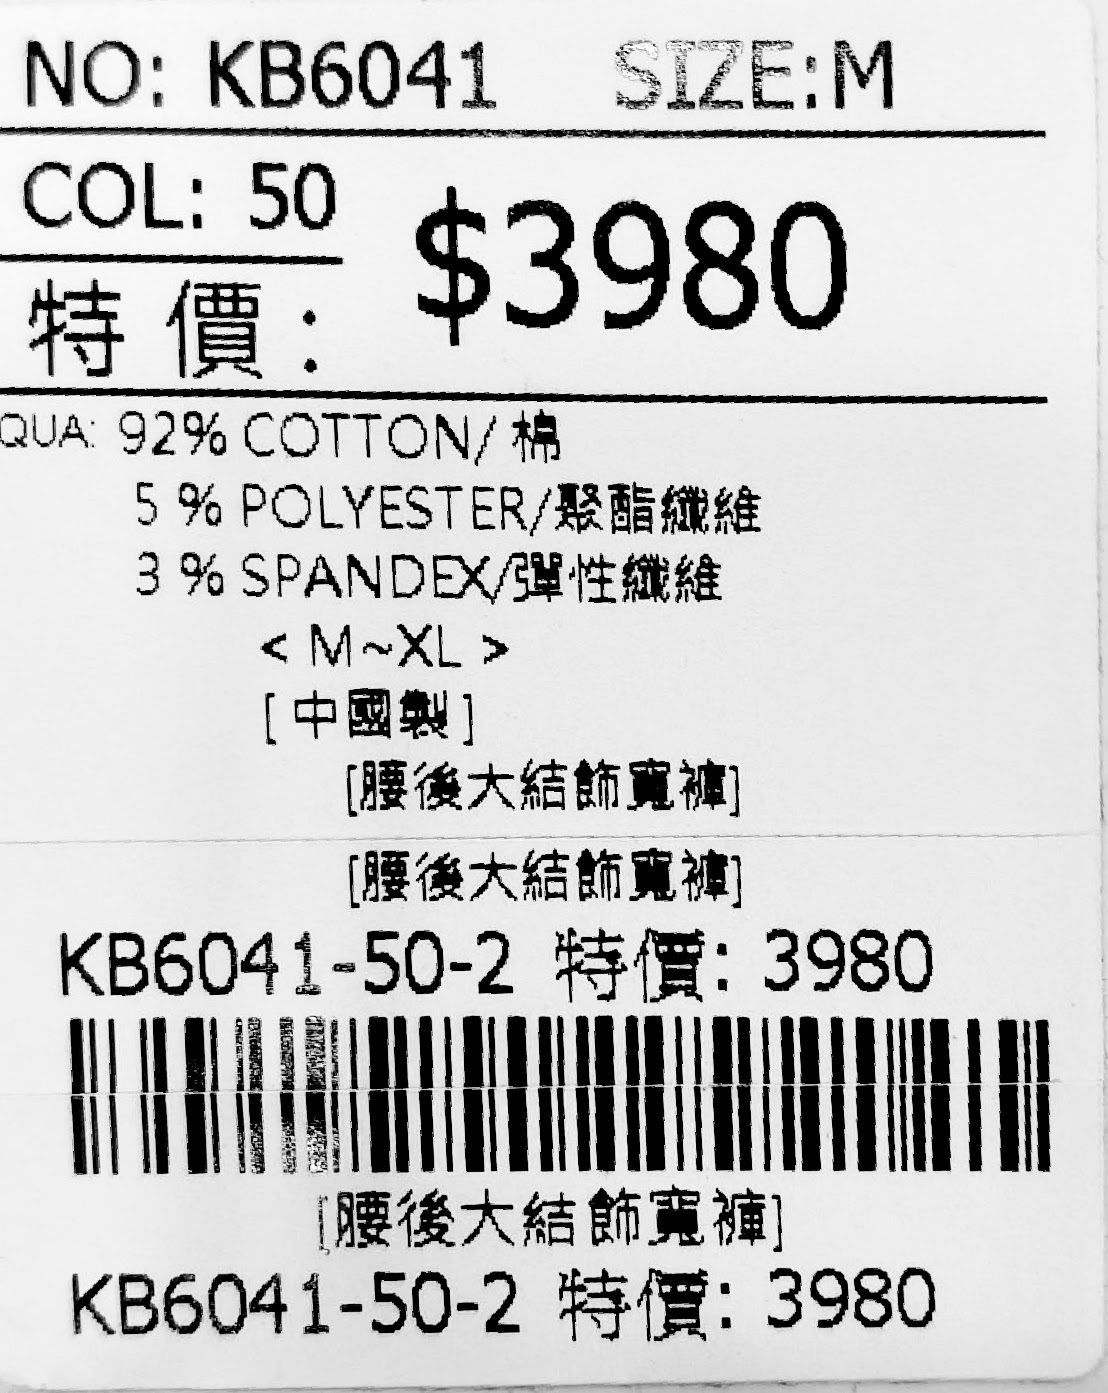 NO: KB6041 SIZE:M
COL: 50
$3980
特 價 :
QUA: 92% COTTON/ 棉
5 % POLYESTER/聚酯纖維
3 % SPANDEX/彈性纖維
< M~XL >
[ 中國製 ]
[腰後大結飾寬褲]
[腰後大結飾寬褲]
KB6041-50-2 特價: 3980
[腰後大結飾寬褲]
KB6041-50-2 特價: 3980